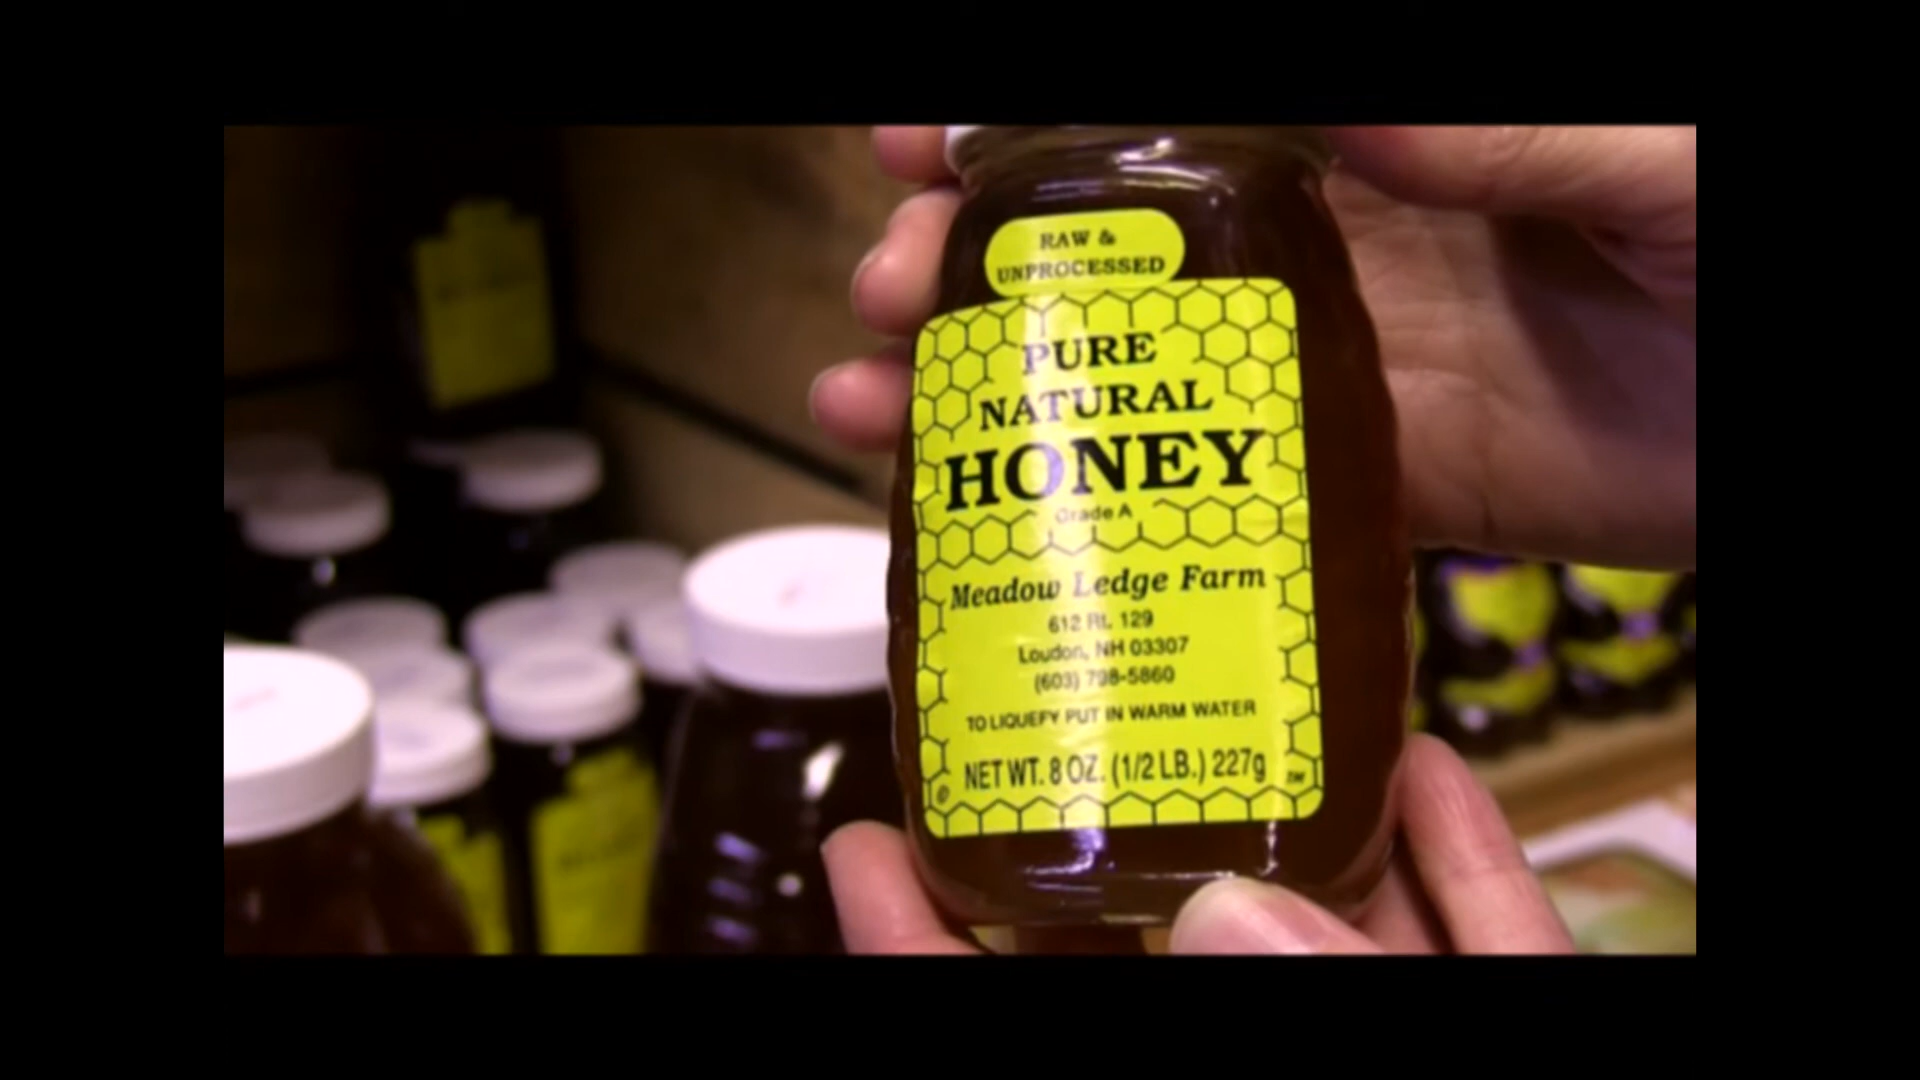 RAW &
UNPROCESSED
PURE
NATURAL
HONEY
Grade A
Meadow Ledge Farm
612 Rt. 129
Loudon, NH 03307
(603) 798-5860
TO LIQUEFY PUT IN WARM WATER
NET WT. 8 OZ. (1/2 LB.) 227g
© TM